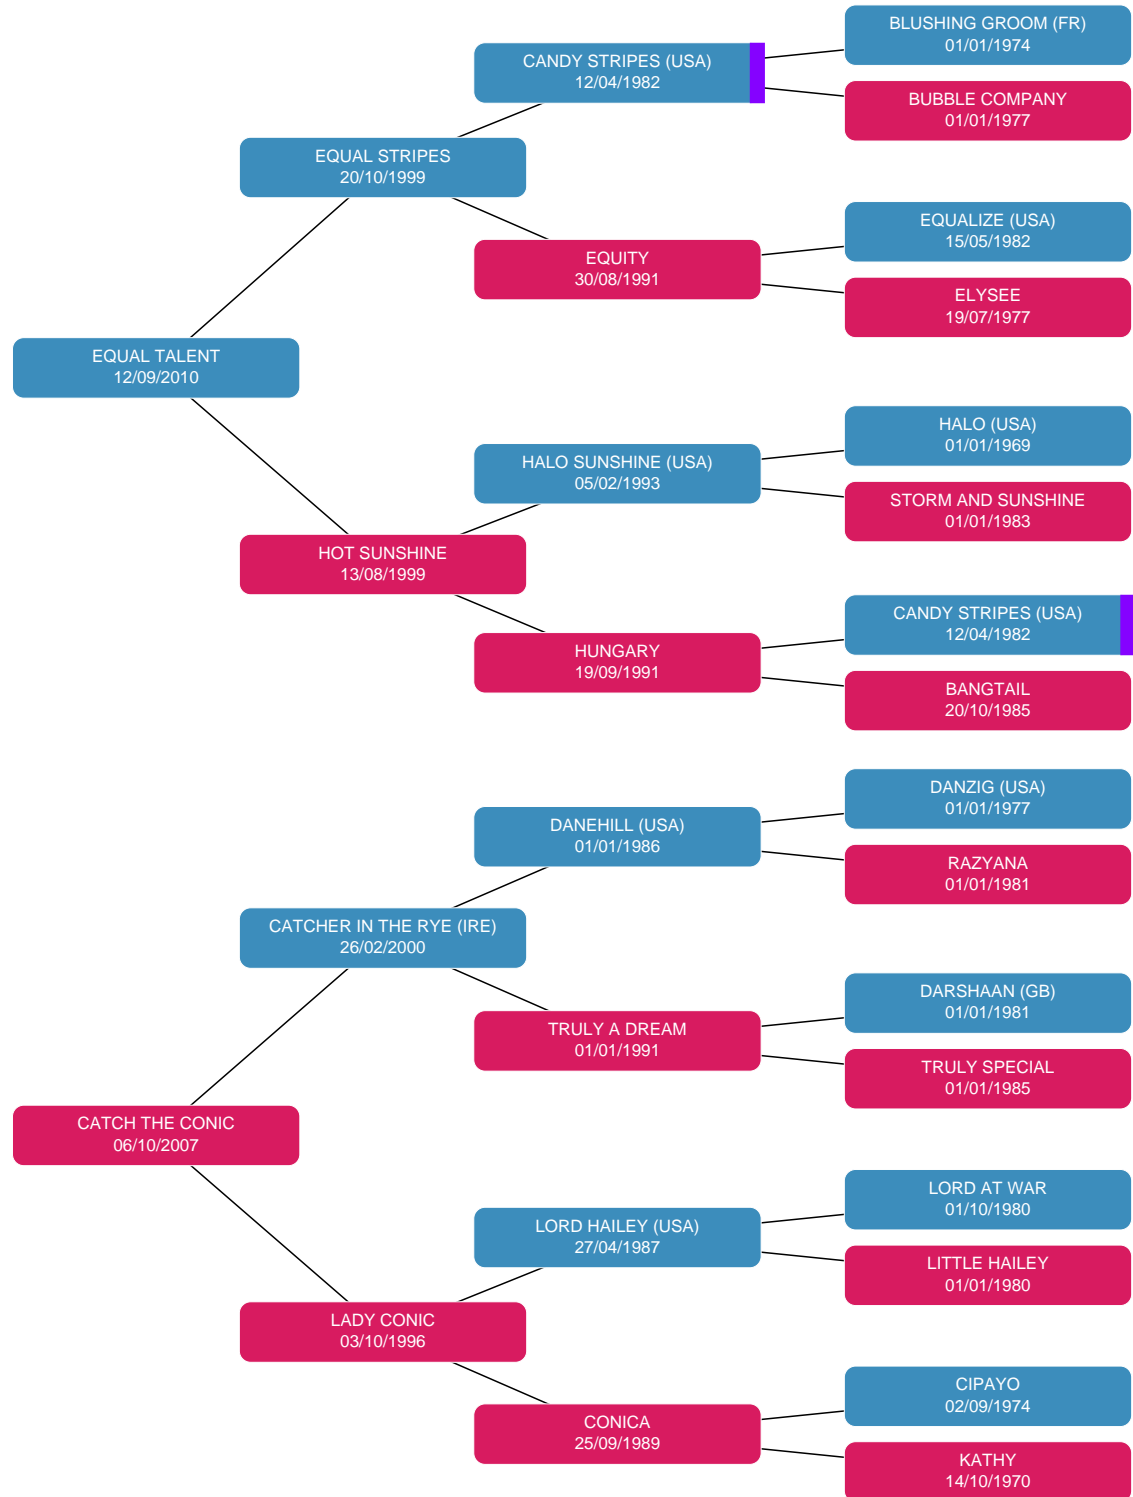 BLUSHING GROOM (FR)
01/01/1974
CANDY STRIPES (USA)
12/04/1982
BUBBLE COMPANY
01/01/1977
EQUAL STRIPES
20/10/1999
EQUALIZE (USA)
15/05/1982
EQUITY
30/08/1991
ELYSEE
19/07/1977
EQUAL TALENT
12/09/2010
HALO (USA)
01/01/1969
HALO SUNSHINE (USA)
05/02/1993
STORM AND SUNSHINE
01/01/1983
HOT SUNSHINE
13/08/1999
CANDY STRIPES (USA)
12/04/1982
HUNGARY
19/09/1991
BANGTAIL
20/10/1985
DANZIG (USA)
01/01/1977
DANEHILL (USA)
01/01/1986
RAZYANA
01/01/1981
CATCHER IN THE RYE (IRE)
26/02/2000
DARSHAAN (GB)
01/01/1981
TRULY A DREAM
01/01/1991
TRULY SPECIAL
01/01/1985
CATCH THE CONIC
06/10/2007
LORD AT WAR
01/10/1980
LORD HAILEY (USA)
27/04/1987
LITTLE HAILEY
01/01/1980
LADY CONIC
03/10/1996
CIPAYO
02/09/1974
CONICA
25/09/1989
KATHY
14/10/1970